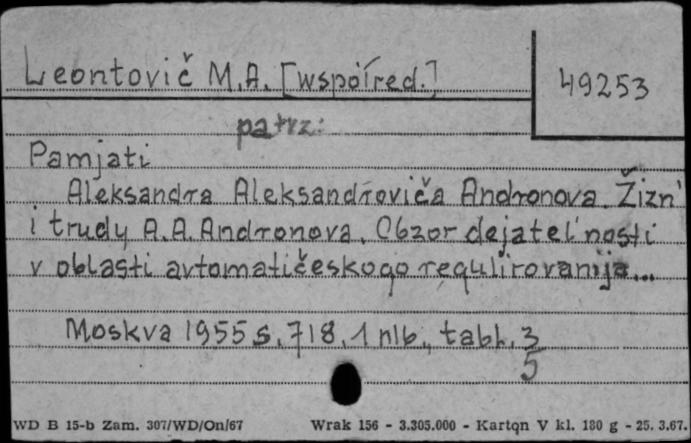 Leontovič M.A. [współred.]
49253
patrz:
Pamjati
Aleksandra Aleksandroviča Andronova. Žizn'
i trudy A.A. Andronova. Obzor dejatel'nosti
v oblasti avtomatičeskogo regulirovanija...
Moskva 1955 s. 718, 1 nlb., tabl. 3
5
WD B 15-b Zam. 307/WD/On/67 Wrak 156 - 3.305.000 - Karton V kl. 180 g - 25. 3.67.